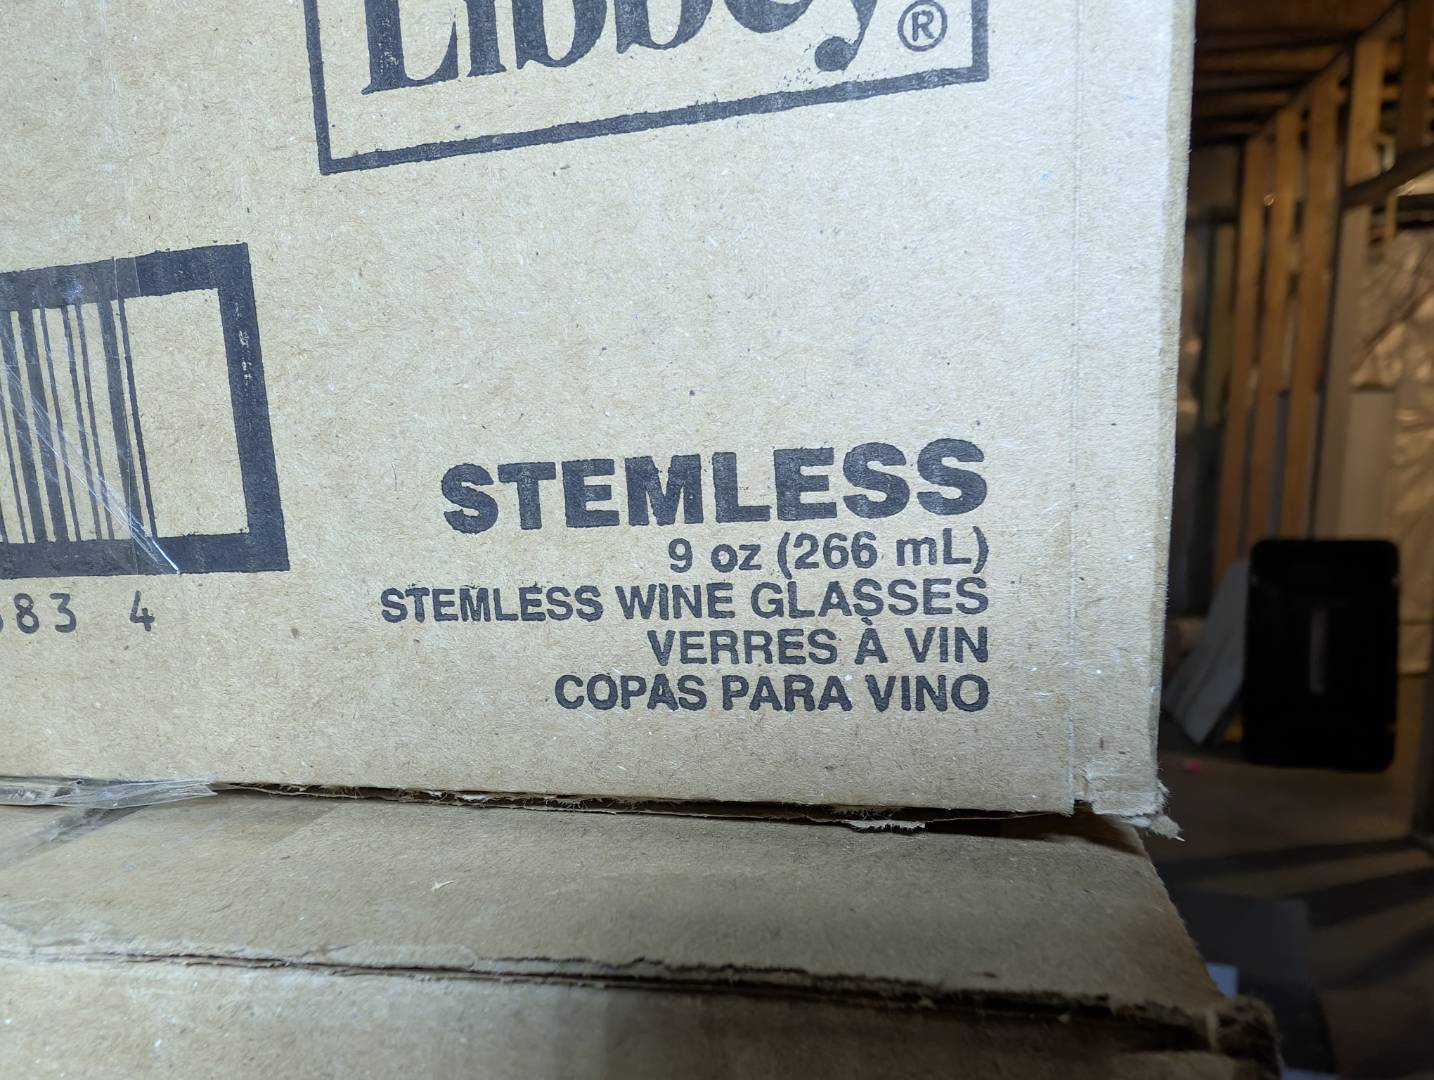 Libbey®
STEMLESS
9 oz (266 mL)
STEMLESS WINE GLASSES
VERRES À VIN
COPAS PARA VINO
83 4